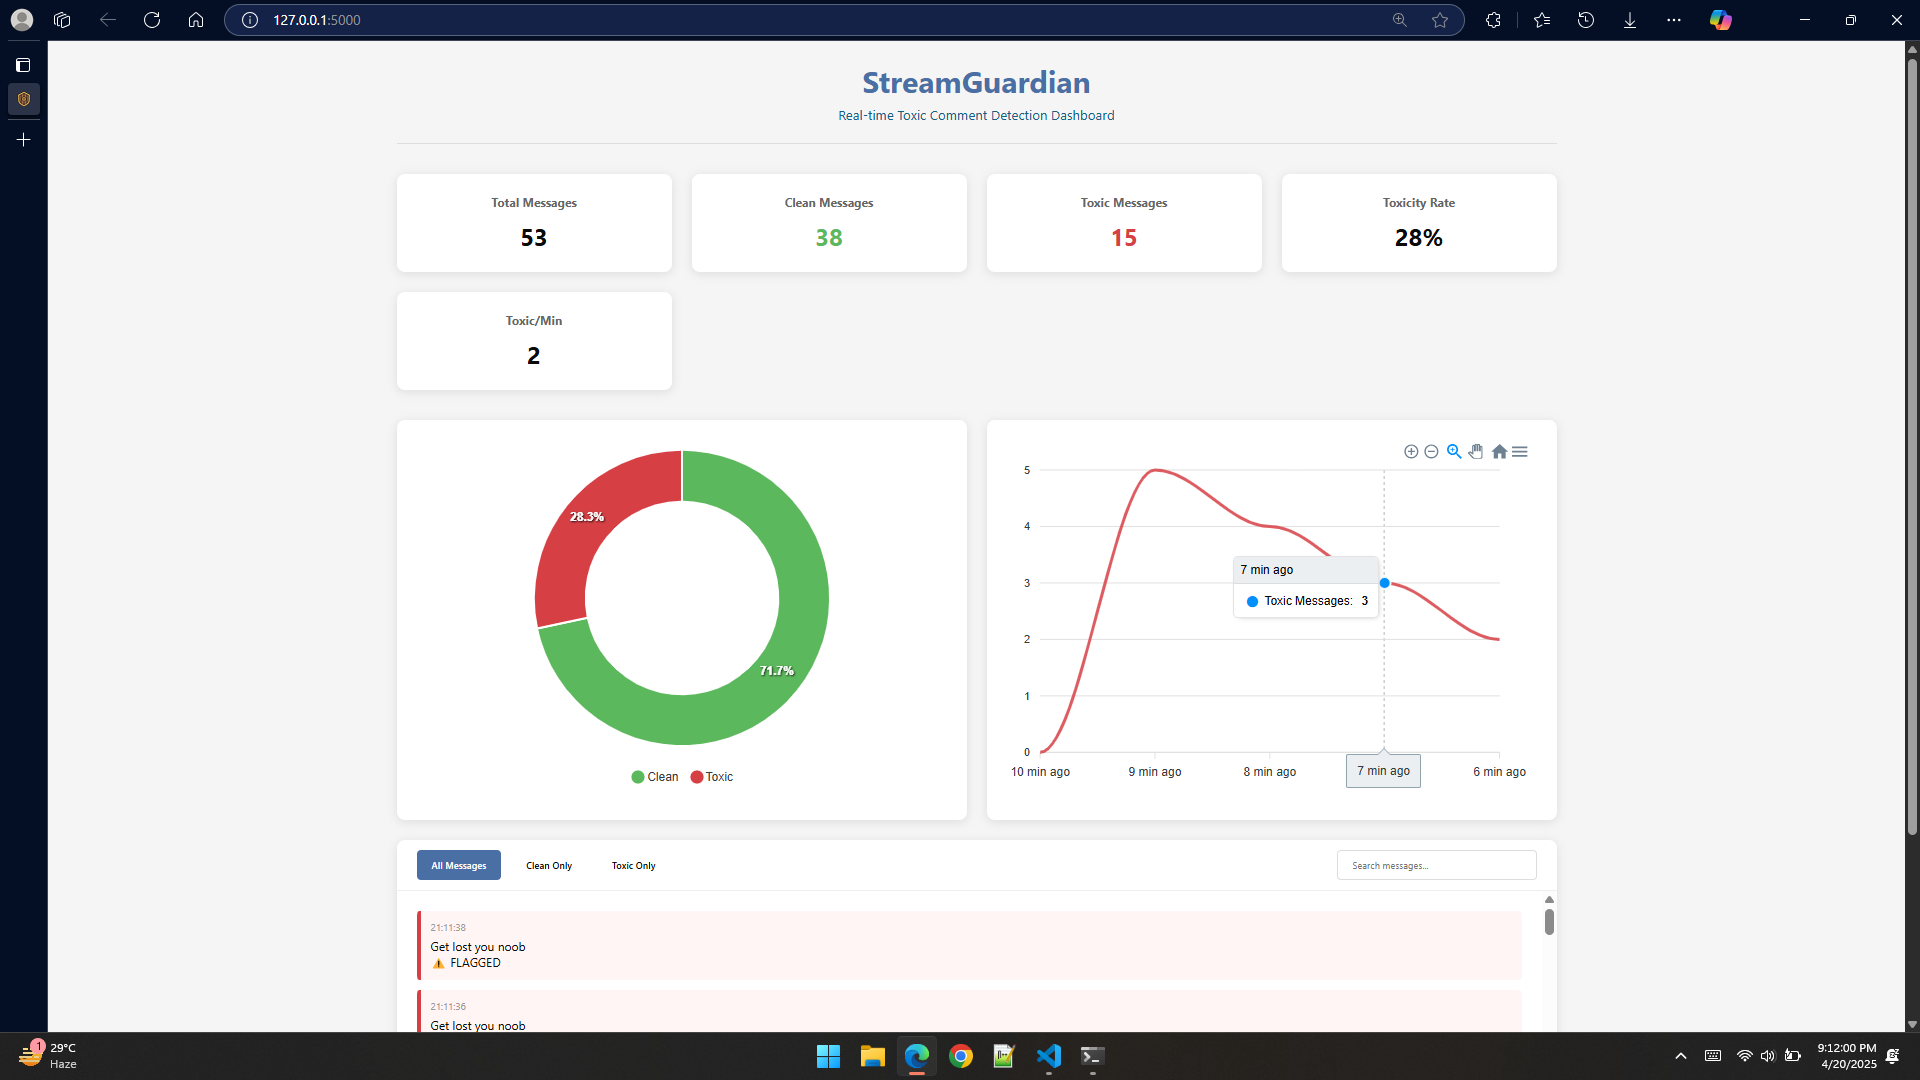 127.0.0.1:5000
StreamGuardian
Real-time Toxic Comment Detection Dashboard
Total Messages
53
Clean Messages
38
Toxic Messages
15
Toxicity Rate
28%
Toxic/Min
2
28.3%
71.7%
Clean
Toxic
5
4
3
2
1
0
7 min ago
Toxic Messages: 3
10 min ago
9 min ago
8 min ago
7 min ago
6 min ago
All Messages
Clean Only
Toxic Only
Search messages...
21:11:38
Get lost you noob
FLAGGED
21:11:36
Get lost you noob
1
29°C
Haze
9:12:00 PM
4/20/2025